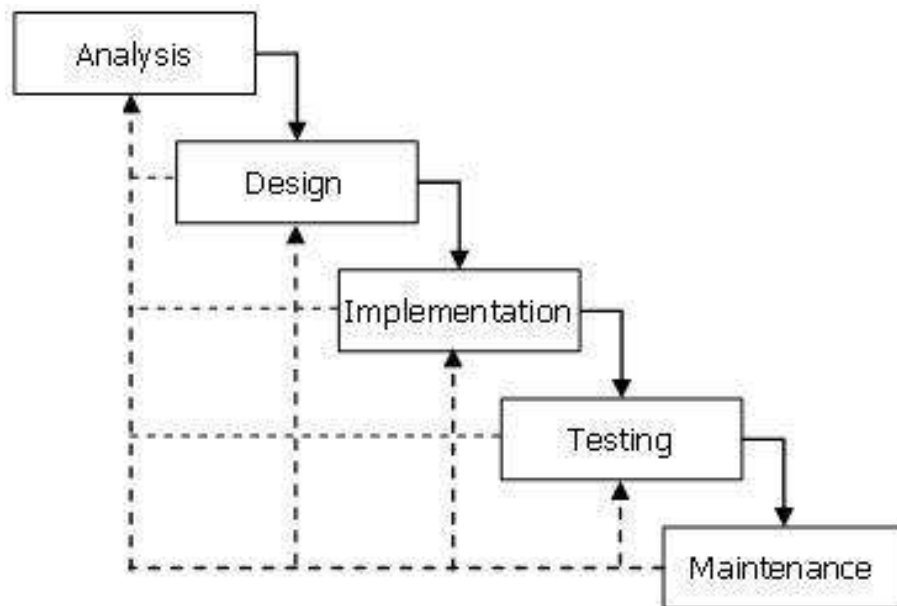 Analysis
Design
Implementation
Testing
Maintenance